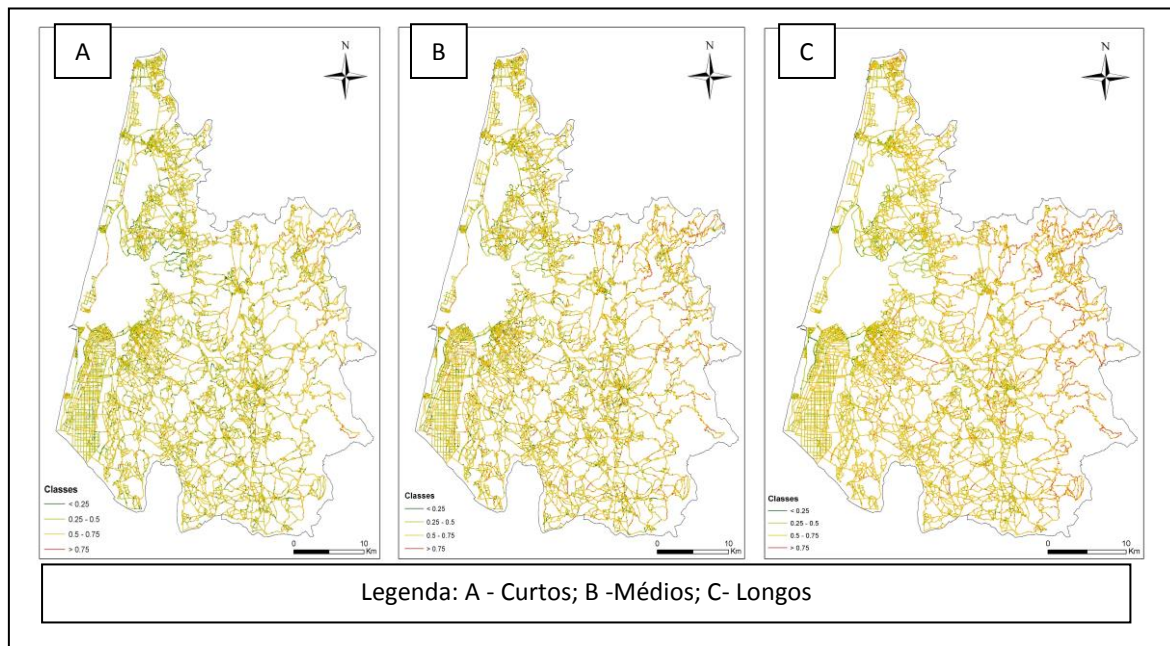 A
N
Classes
< 0.25
0.25 - 0.5
0.5 - 0.75
> 0.75
0 10
Km
B
N
Classes
< 0.25
0.25 - 0.5
0.5 - 0.75
> 0.75
0 10
Km
C
N
Classes
< 0.25
0.25 - 0.5
0.5 - 0.75
> 0.75
0 10
Km
Legenda: A - Curtos; B -Médios; C- Longos